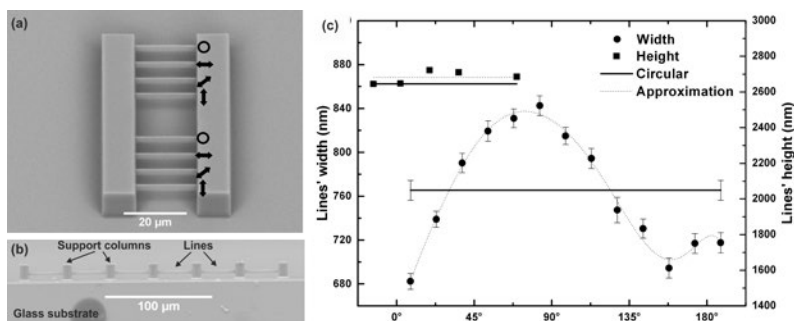 (a)
20 µm
(b)
Support columns
Lines
100 µm
Glass substrate
(c)
Width
Height
Circular
Approximation
Lines' width (nm)
880
840
800
760
720
680
0°
45°
90°
135°
180°
Lines' height (nm)
3000
2800
2600
2400
2200
2000
1800
1600
1400